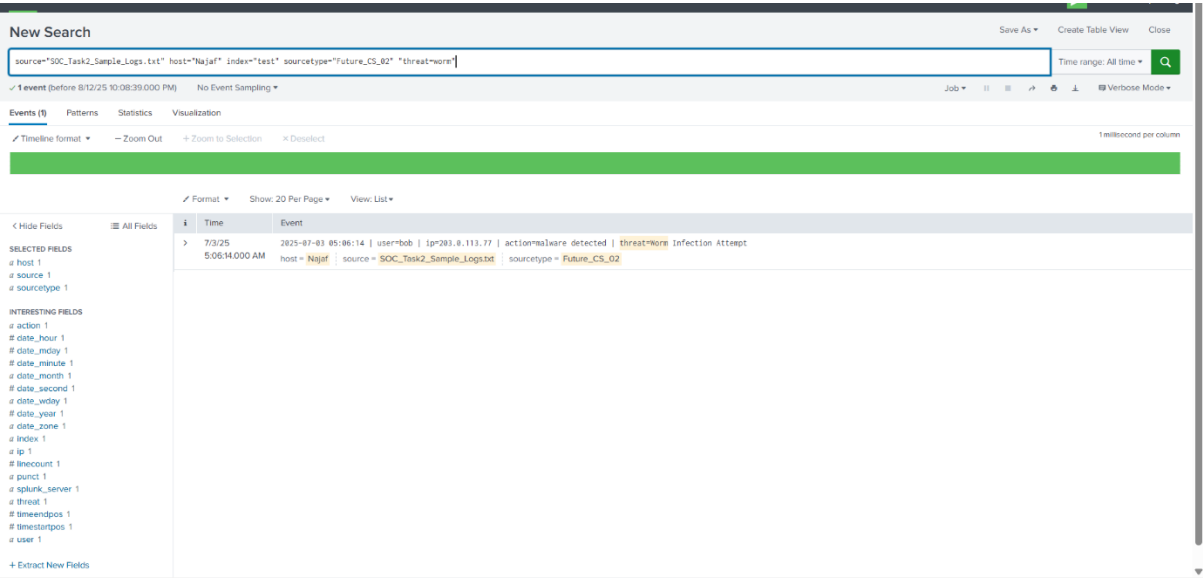 New Search
Save As Create Table View Close
source="SOC_Task2_Sample_Logs.txt" host="Najaf" index="test" sourcetype="Future_CS_02" "threat=worm"
Time range: All time
✓ 1 event (before 8/12/25 10:08:39.000 PM) No Event Sampling
Job Verbose Mode
Events (1) Patterns Statistics Visualization
Timeline format − Zoom Out + Zoom to Selection × Deselect
1 millisecond per column
Format Show: 20 Per Page View: List
< Hide Fields All Fields
i Time Event
SELECTED FIELDS
a host 1
a source 1
a sourcetype 1
> 7/3/25 2025-07-03 05:06:14 | user=bob | ip=203.0.113.77 | action=malware detected | threat=Worm Infection Attempt
5:06:14.000 AM host = Najaf source = SOC_Task2_Sample_Logs.txt sourcetype = Future_CS_02
INTERESTING FIELDS
a action 1
# date_hour 1
# date_mday 1
# date_minute 1
a date_month 1
# date_second 1
a date_wday 1
# date_year 1
a date_zone 1
a index 1
a ip 1
# linecount 1
a punct 1
a splunk_server 1
a threat 1
# timeendpos 1
# timestartpos 1
a user 1
+ Extract New Fields